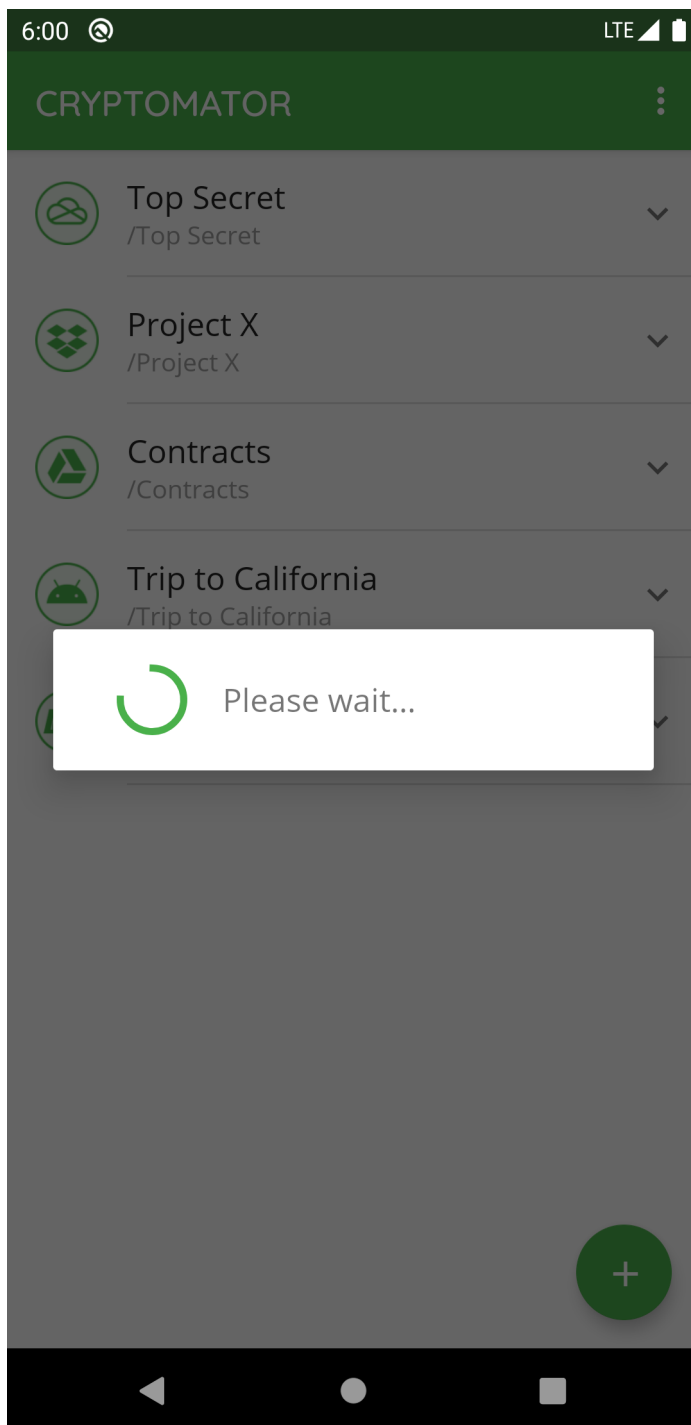 6:00 LTE
CRYPTOMATOR
Top Secret
/Top Secret
Project X
/Project X
Contracts
/Contracts
Trip to California
/Trip to California
Please wait...